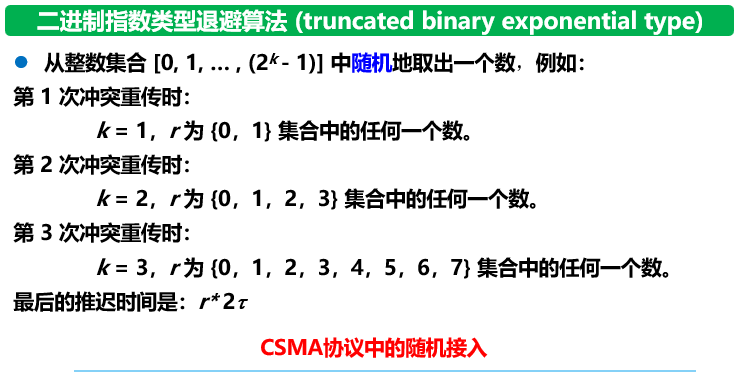 二进制指数类型退避算法 (truncated binary exponential type)
● 从整数集合 [0, 1, … , (2ᵏ - 1)] 中随机地取出一个数，例如：
第 1 次冲突重传时：
k = 1，r 为 {0，1} 集合中的任何一个数。
第 2 次冲突重传时：
k = 2，r 为 {0，1，2，3} 集合中的任何一个数。
第 3 次冲突重传时：
k = 3，r 为 {0，1，2，3，4，5，6，7} 集合中的任何一个数。
最后的推迟时间是：r* 2τ
CSMA协议中的随机接入